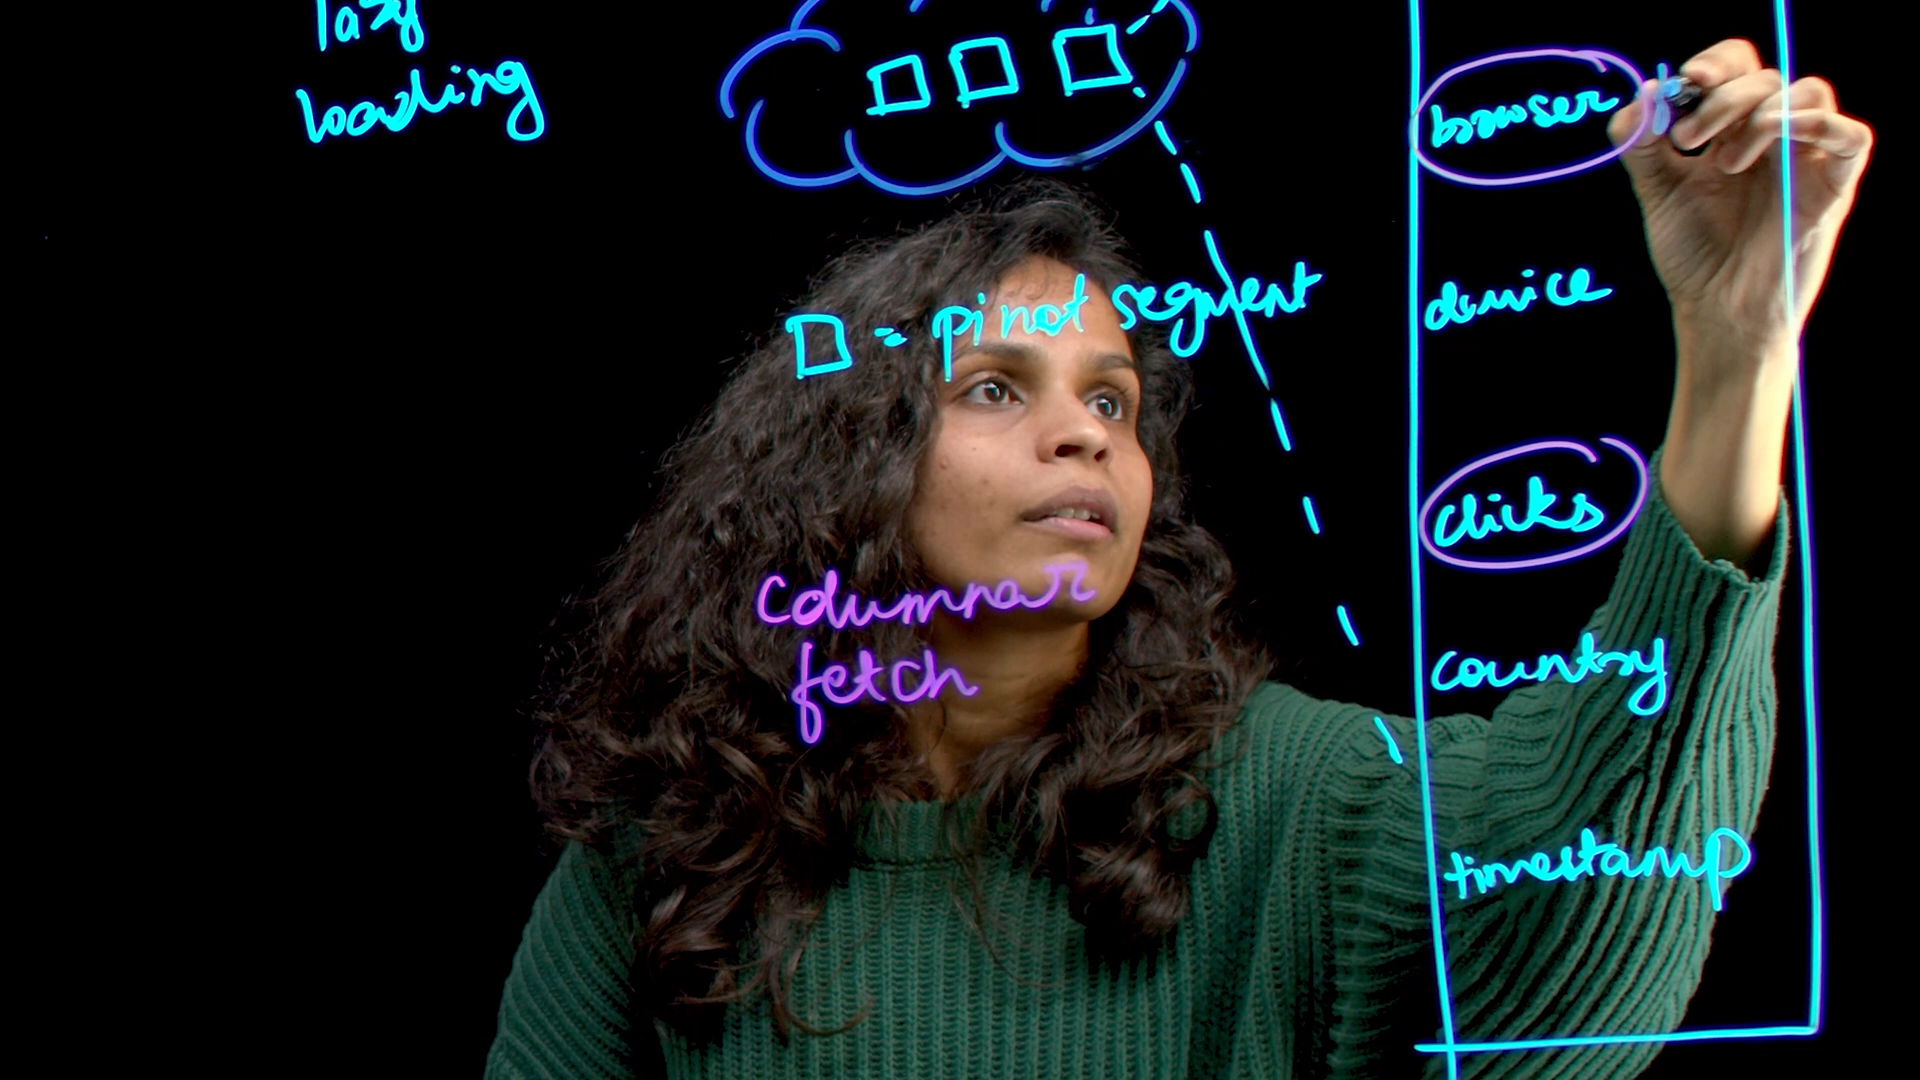 lazy
loading
browser
device
□ = pinot segment
clicks
columnar
fetch
country
timestamp